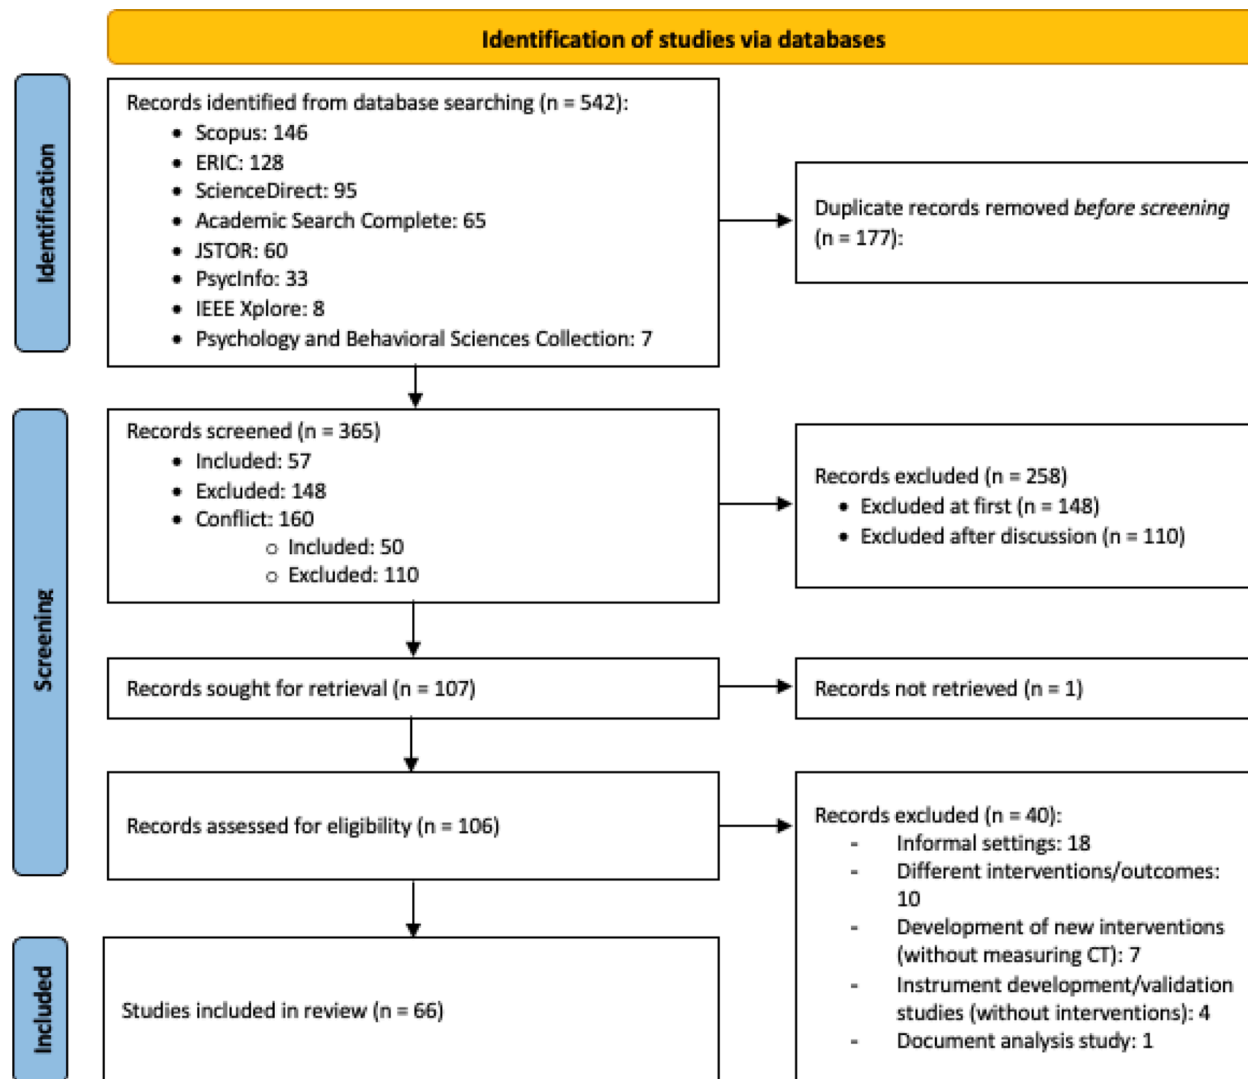 Identification of studies via databases
Identification
Records identified from database searching (n = 542):
• Scopus: 146
• ERIC: 128
• ScienceDirect: 95
• Academic Search Complete: 65
• JSTOR: 60
• PsycInfo: 33
• IEEE Xplore: 8
• Psychology and Behavioral Sciences Collection: 7
Duplicate records removed before screening
(n = 177):
Screening
Records screened (n = 365)
• Included: 57
• Excluded: 148
• Conflict: 160
o Included: 50
o Excluded: 110
Records excluded (n = 258)
• Excluded at first (n = 148)
• Excluded after discussion (n = 110)
Records sought for retrieval (n = 107)
Records not retrieved (n = 1)
Records assessed for eligibility (n = 106)
Records excluded (n = 40):
- Informal settings: 18
- Different interventions/outcomes:
10
- Development of new interventions
(without measuring CT): 7
- Instrument development/validation
studies (without interventions): 4
- Document analysis study: 1
Included
Studies included in review (n = 66)